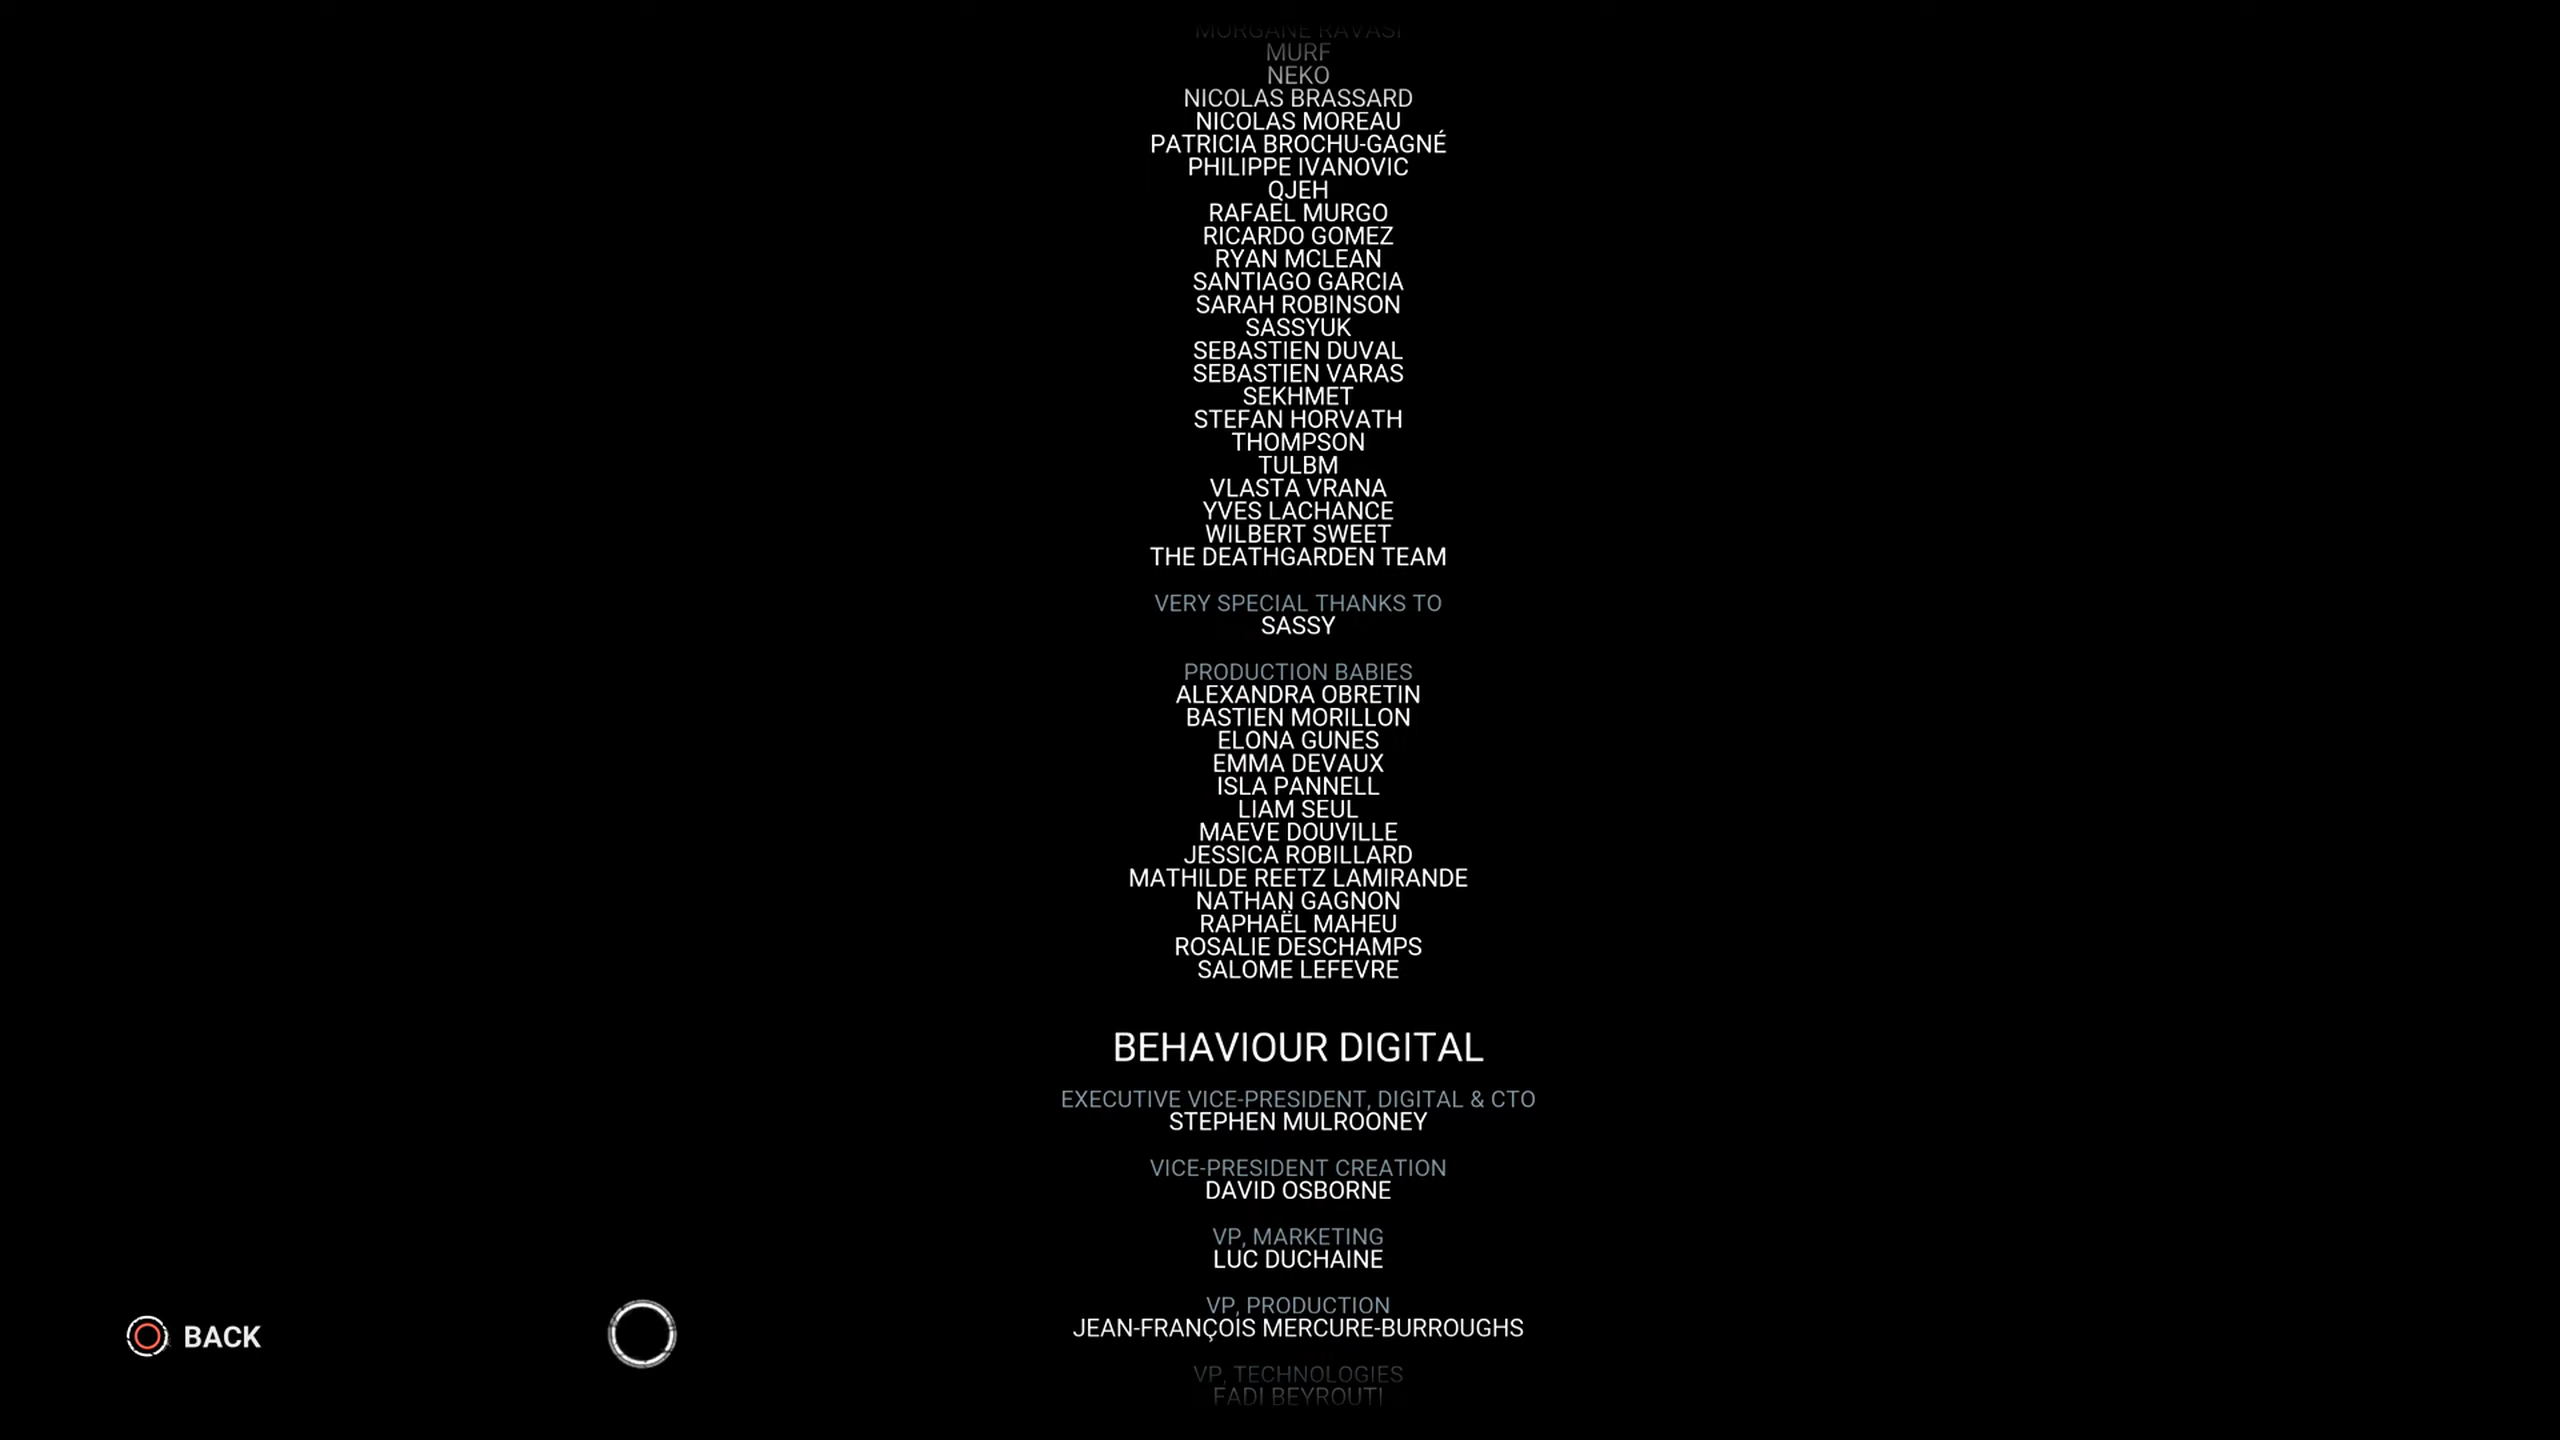 MORGANE RAVASI
MURF
NEKO
NICOLAS BRASSARD
NICOLAS MOREAU
PATRICIA BROCHU-GAGNÉ
PHILIPPE IVANOVIC
QJEH
RAFAEL MURGO
RICARDO GOMEZ
RYAN MCLEAN
SANTIAGO GARCIA
SARAH ROBINSON
SASSYUK
SEBASTIEN DUVAL
SEBASTIEN VARAS
SEKHMET
STEFAN HORVATH
THOMPSON
TULBM
VLASTA VRANA
YVES LACHANCE
WILBERT SWEET
THE DEATHGARDEN TEAM
VERY SPECIAL THANKS TO
SASSY
PRODUCTION BABIES
ALEXANDRA OBRETIN
BASTIEN MORILLON
ELONA GUNES
EMMA DEVAUX
ISLA PANNELL
LIAM SEUL
MAEVE DOUVILLE
JESSICA ROBILLARD
MATHILDE REETZ LAMIRANDE
NATHAN GAGNON
RAPHAËL MAHEU
ROSALIE DESCHAMPS
SALOME LEFEVRE
BEHAVIOUR DIGITAL
EXECUTIVE VICE-PRESIDENT, DIGITAL & CTO
STEPHEN MULROONEY
VICE-PRESIDENT CREATION
DAVID OSBORNE
VP, MARKETING
LUC DUCHAINE
VP, PRODUCTION
JEAN-FRANÇOIS MERCURE-BURROUGHS
VP, TECHNOLOGIES
FADI BEYROUTI
BACK